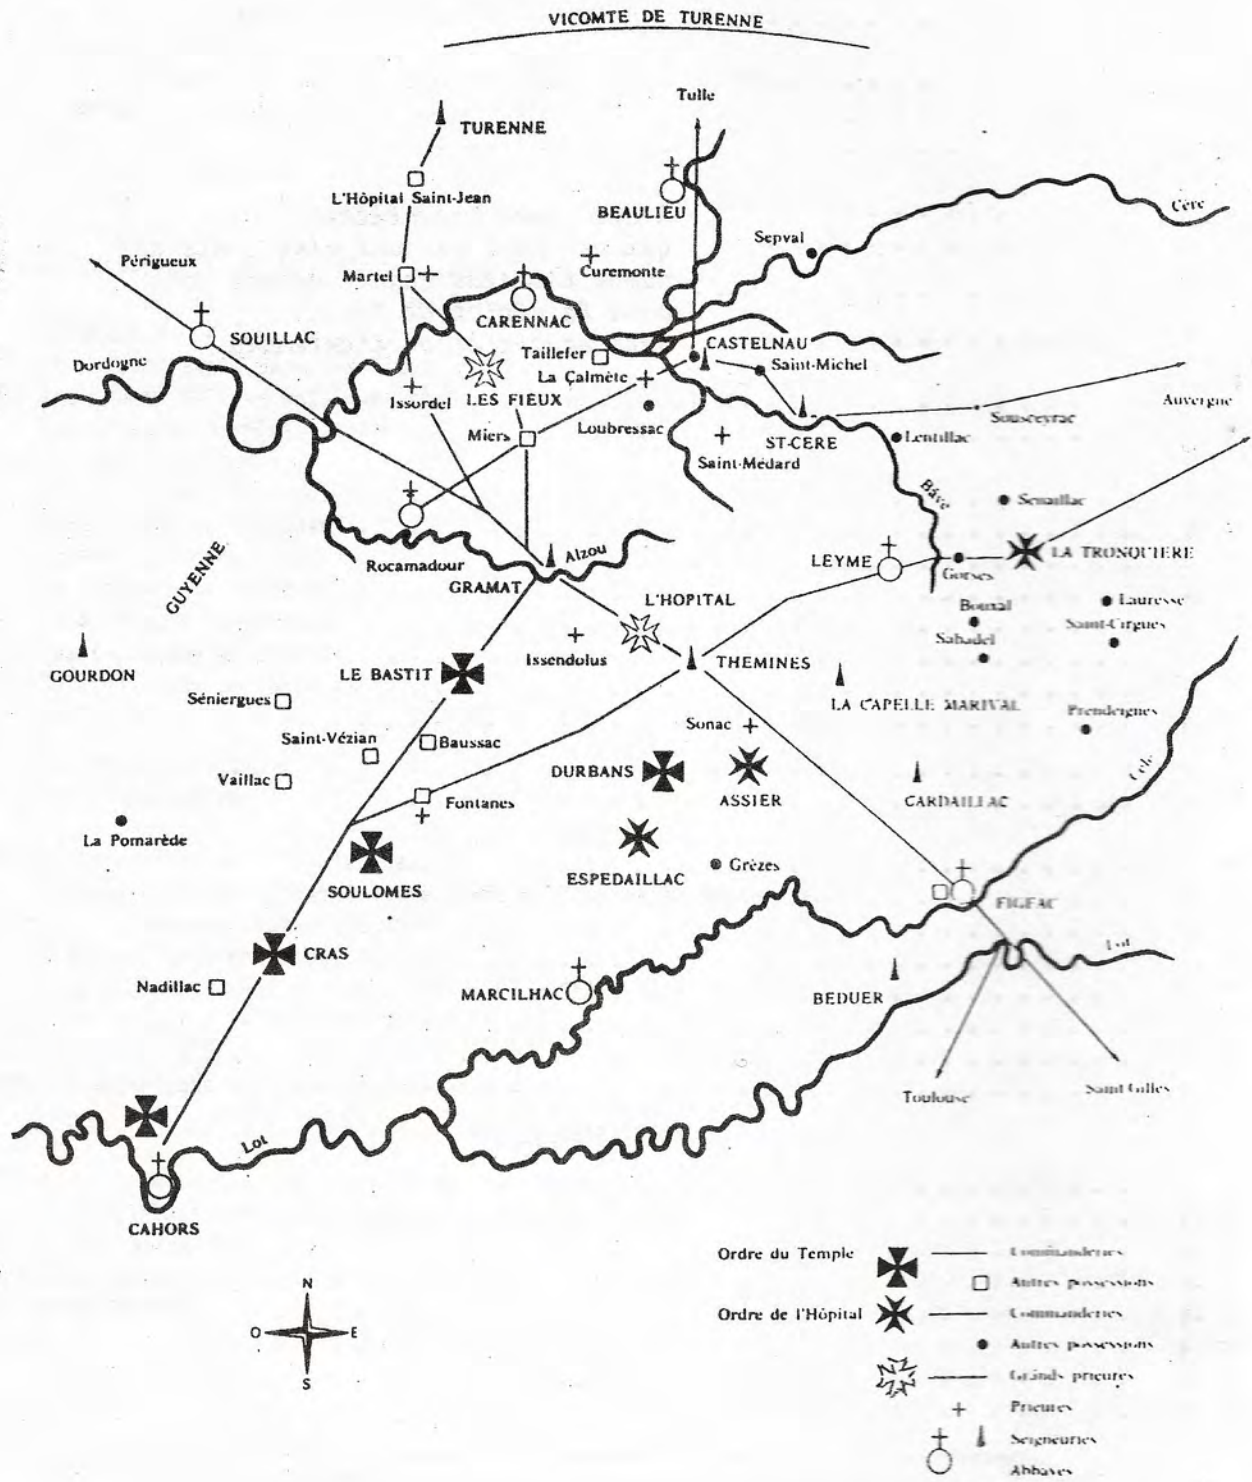 VICOMTE DE TURENNE
Tulle
TURENNE
L'Hôpital Saint-Jean
BEAULIEU
Cère
Sepval
Périgueux
Martel
Curemonte
CARENNAC
SOUILLAC
Dordogne
Taillefer
CASTELNAU
La Calmète
Saint-Michel
Issordel
LES FIEUX
Auvergne
Sousceyrac
Miers
Loubressac
ST-CERE
Lentillac
Saint-Médard
Bave
Senaillac
GUYENNE
Rocamadour
Alzou
LEYME
LA TRONQUIERE
Gorses
GRAMAT
L'HOPITAL
Bouxal
Lauresse
Saint-Cirgues
Sabadel
Issendolus
THEMINES
GOURDON
LE BASTIT
Séniergues
LA CAPELLE MARIVAL
Prendeignes
Sonac
Saint-Vézian
Baussac
Célé
Vaillac
DURBANS
ASSIER
CARDAILLAC
Fontanes
La Pomarède
SOULOMES
ESPEDAILLAC
Grèzes
FIGEAC
CRAS
Lot
Nadillac
MARCILHAC
BEDUER
Toulouse
Saint Gilles
Lot
CAHORS
Ordre du Temple
Commanderies
Autres possessions
Ordre de l'Hôpital
Commanderies
Autres possessions
Grands prieures
Prieures
Seigneuries
Abbayes
N
O E
S